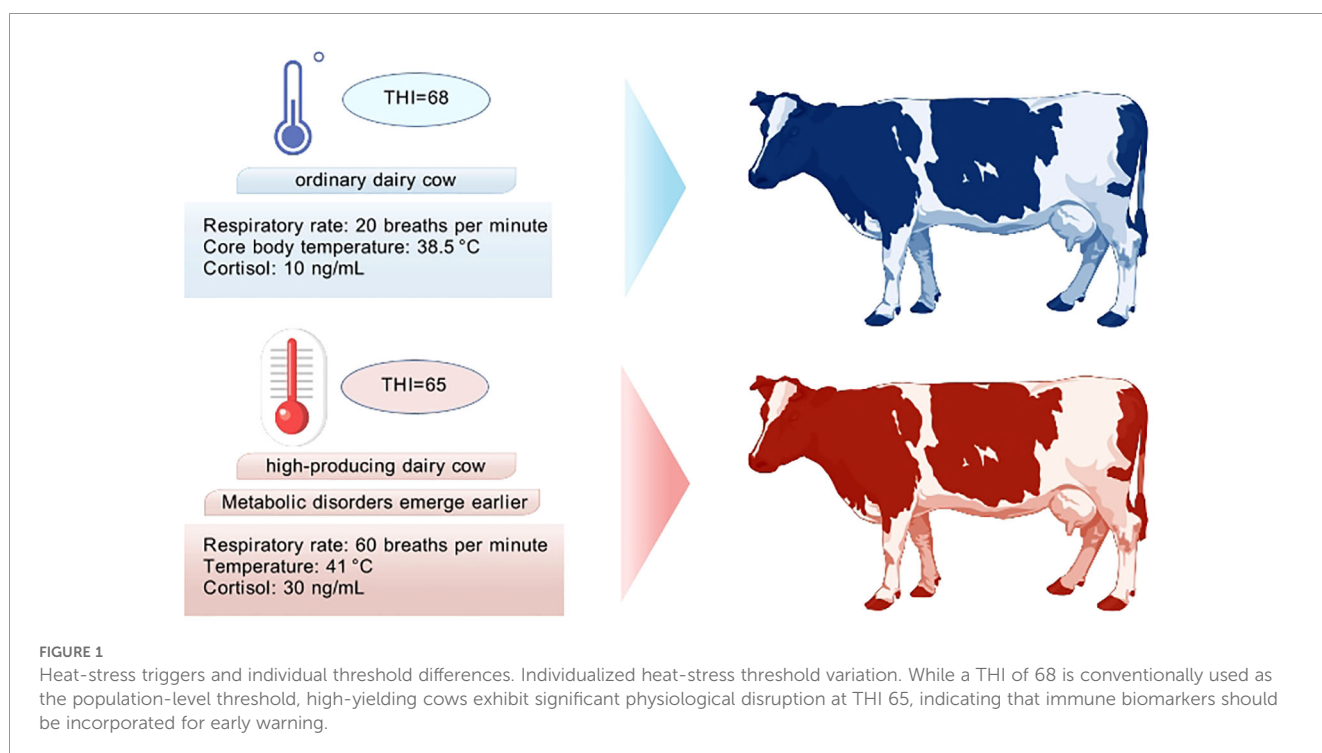 THI=68
ordinary dairy cow
Respiratory rate: 20 breaths per minute
Core body temperature: 38.5 °C
Cortisol: 10 ng/mL
THI=65
high-producing dairy cow
Metabolic disorders emerge earlier
Respiratory rate: 60 breaths per minute
Temperature: 41 °C
Cortisol: 30 ng/mL
FIGURE 1
Heat-stress triggers and individual threshold differences. Individualized heat-stress threshold variation. While a THI of 68 is conventionally used as
the population-level threshold, high-yielding cows exhibit significant physiological disruption at THI 65, indicating that immune biomarkers should
be incorporated for early warning.